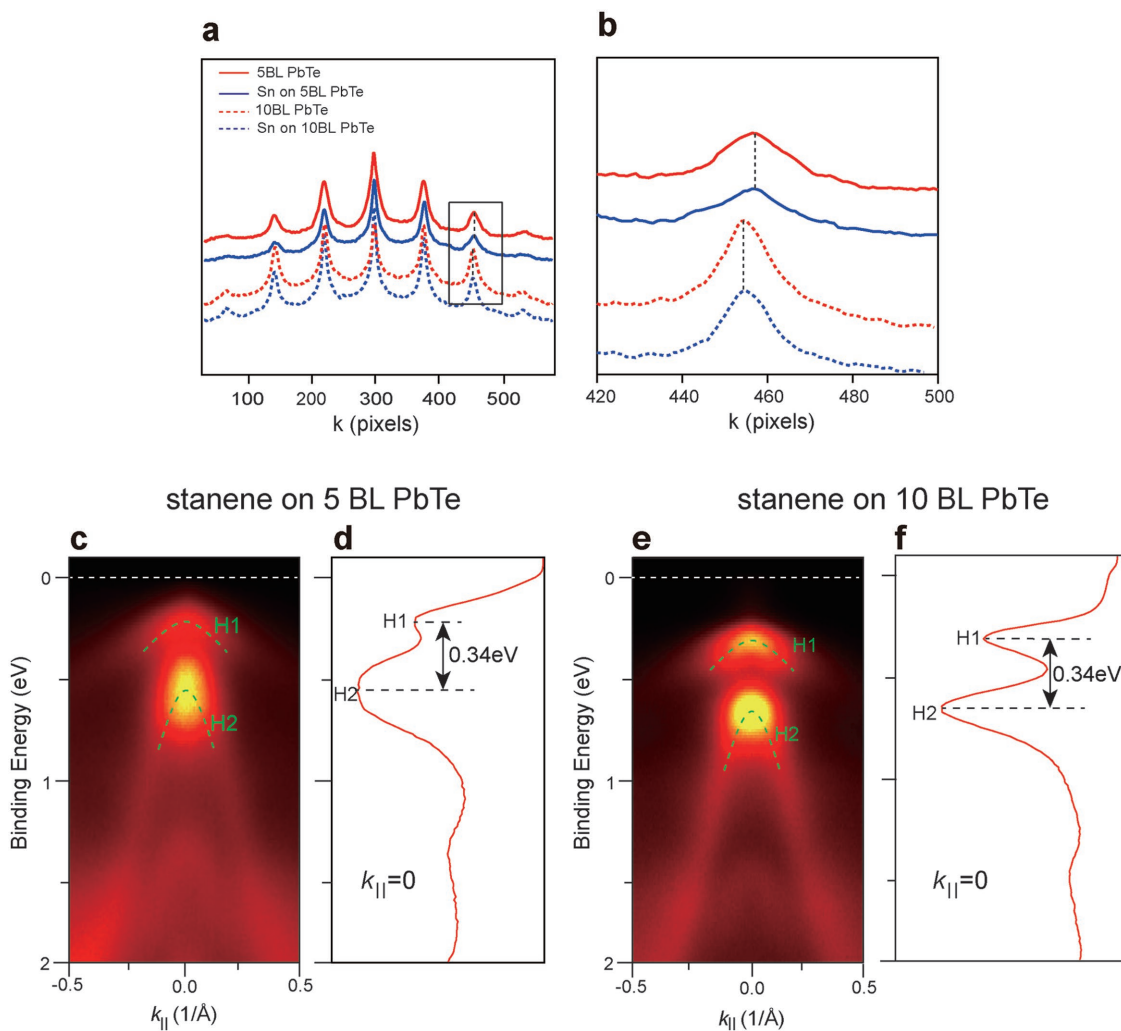 a
5BL PbTe
Sn on 5BL PbTe
10BL PbTe
Sn on 10BL PbTe
100 200 300 400 500
k (pixels)
b
420 440 460 480 500
k (pixels)
stanene on 5 BL PbTe
c
0
1
2
Binding Energy (eV)
H1
H2
-0.5 0.0 0.5
k|| (1/Å)
d
H1
0.34eV
H2
k||=0
stanene on 10 BL PbTe
e
0
1
2
Binding Energy (eV)
H1
H2
-0.5 0.0 0.5
k|| (1/Å)
f
H1
0.34eV
H2
k||=0